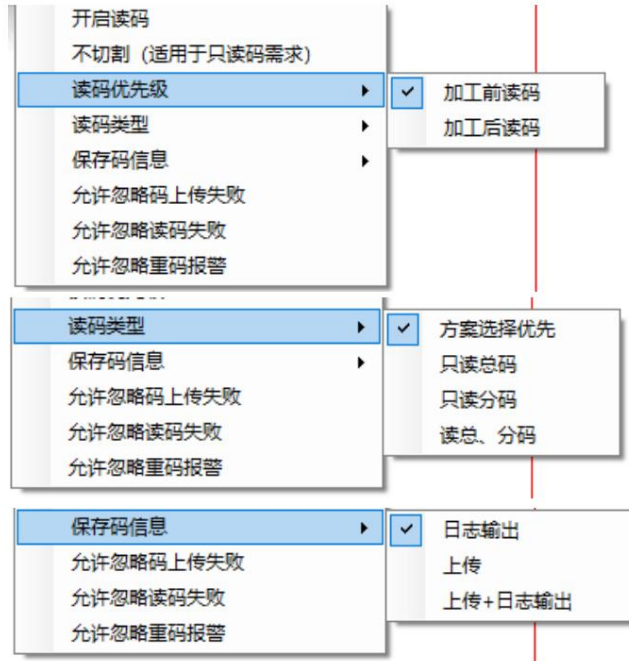 开启读码
不切割（适用于只读码需求）
读码优先级
加工前读码
读码类型
加工后读码
保存码信息
允许忽略码上传失败
允许忽略读码失败
允许忽略重码报警
读码类型
方案选择优先
保存码信息
只读总码
允许忽略码上传失败
只读分码
允许忽略读码失败
读总、分码
允许忽略重码报警
保存码信息
日志输出
允许忽略码上传失败
上传
允许忽略读码失败
上传+日志输出
允许忽略重码报警